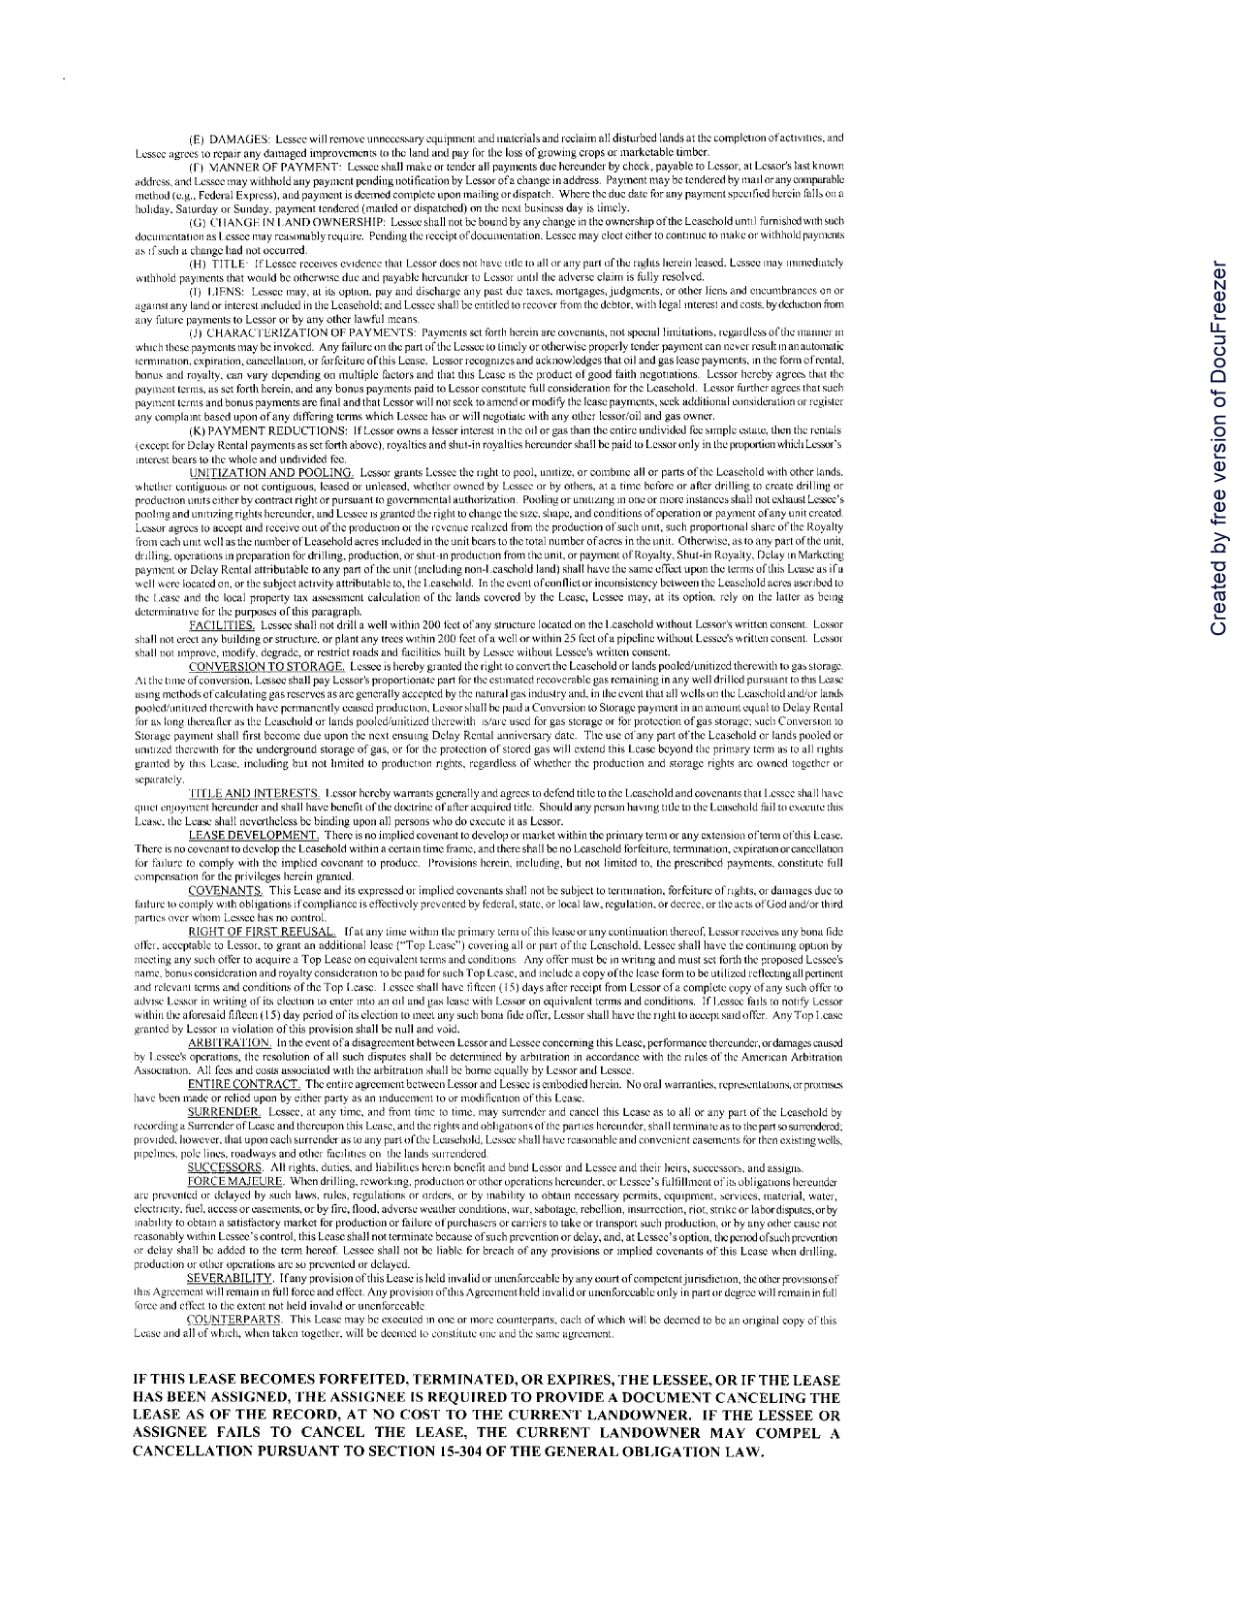 (E) DAMAGES: Lessee will remove unnecessary equipment and materials and reclaim all disturbed lands at the completion of activities, and
Lessee agrees to repair any damaged improvements to the land and pay for the loss of growing crops or marketable timber.
(F) MANNER OF PAYMENT: Lessee shall make or tender all payments due hereunder by check, payable to Lessor, at Lessor's last known
address, and Lessee may withhold any payment pending notification by Lessor of a change in address. Payment may be tendered by mail or any comparable
method (e.g., Federal Express), and payment is deemed complete upon mailing or dispatch. Where the due date for any payment specified herein falls on a
holiday, Saturday or Sunday, payment tendered (mailed or dispatched) on the next business day is timely.
(G) CHANGE IN LAND OWNERSHIP: Lessee shall not be bound by any change in the ownership of the Leasehold until furnished with such
documentation as Lessee may reasonably require. Pending the receipt of documentation, Lessee may elect either to continue to make or withhold payments
as if such a change had not occurred.
(H) TITLE: If Lessee receives evidence that Lessor does not have title to all or any part of the rights herein leased, Lessee may immediately
withhold payments that would be otherwise due and payable hereunder to Lessor until the adverse claim is fully resolved.
(I) LIENS: Lessee may, at its option, pay and discharge any past due taxes, mortgages, judgments, or other liens and encumbrances on or
against any land or interest included in the Leasehold; and Lessee shall be entitled to recover from the debtor, with legal interest and costs, by deduction from
any future payments to Lessor or by any other lawful means.
(J) CHARACTERIZATION OF PAYMENTS: Payments set forth herein are covenants, not special limitations, regardless of the manner in
which these payments may be invoked. Any failure on the part of the Lessee to timely or otherwise properly tender payment can never result in an automatic
termination, expiration, cancellation, or forfeiture of this Lease. Lessor recognizes and acknowledges that oil and gas lease payments, in the form of rental,
bonus and royalty, can vary depending on multiple factors and that this Lease is the product of good faith negotiations. Lessor hereby agrees that the
payment terms, as set forth herein, and any bonus payments paid to Lessor constitute full consideration for the Leasehold. Lessor further agrees that such
payment terms and bonus payments are final and that Lessor will not seek to amend or modify the lease payments, seek additional consideration or register
any complaint based upon of any differing terms which Lessee has or will negotiate with any other lessor/oil and gas owner.
(K) PAYMENT REDUCTIONS: If Lessor owns a lesser interest in the oil or gas than the entire undivided fee simple estate, then the rentals
(except for Delay Rental payments as set forth above), royalties and shut-in royalties hereunder shall be paid to Lessor only in the proportion which Lessor's
interest bears to the whole and undivided fee.
UNITIZATION AND POOLING. Lessor grants Lessee the right to pool, unitize, or combine all or parts of the Leasehold with other lands,
whether contiguous or not contiguous, leased or unleased, whether owned by Lessee or by others, at a time before or after drilling to create drilling or
production units either by contract right or pursuant to governmental authorization. Pooling or unitizing in one or more instances shall not exhaust Lessee's
pooling and unitizing rights hereunder, and Lessee is granted the right to change the size, shape, and conditions of operation or payment of any unit created.
Lessor agrees to accept and receive out of the production or the revenue realized from the production of such unit, such proportional share of the Royalty
from each unit well as the number of Leasehold acres included in the unit bears to the total number of acres in the unit. Otherwise, as to any part of the unit,
drilling, operations in preparation for drilling, production, or shut-in production from the unit, or payment of Royalty, Shut-in Royalty, Delay in Marketing
payment or Delay Rental attributable to any part of the unit (including non-Leasehold land) shall have the same effect upon the terms of this Lease as if a
well were located on, or the subject activity attributable to, the Leasehold. In the event of conflict or inconsistency between the Leasehold acres ascribed to
the Lease and the local property tax assessment calculation of the lands covered by the Lease, Lessee may, at its option, rely on the latter as being
determinative for the purposes of this paragraph.
FACILITIES. Lessee shall not drill a well within 200 feet of any structure located on the Leasehold without Lessor's written consent. Lessor
shall not erect any building or structure, or plant any trees within 200 feet of a well or within 25 feet of a pipeline without Lessee's written consent. Lessor
shall not improve, modify, degrade, or restrict roads and facilities built by Lessee without Lessee's written consent.
CONVERSION TO STORAGE. Lessee is hereby granted the right to convert the Leasehold or lands pooled/unitized therewith to gas storage.
At the time of conversion, Lessee shall pay Lessor's proportionate part for the estimated recoverable gas remaining in any well drilled pursuant to this Lease
using methods of calculating gas reserves as are generally accepted by the natural gas industry and, in the event that all wells on the Leasehold and/or lands
pooled/unitized therewith have permanently ceased production, Lessor shall be paid a Conversion to Storage payment in an amount equal to Delay Rental
for as long thereafter as the Leasehold or lands pooled/unitized therewith is/are used for gas storage or for protection of gas storage; such Conversion to
Storage payment shall first become due upon the next ensuing Delay Rental anniversary date. The use of any part of the Leasehold or lands pooled or
unitized therewith for the underground storage of gas, or for the protection of stored gas will extend this Lease beyond the primary term as to all rights
granted by this Lease, including but not limited to production rights, regardless of whether the production and storage rights are owned together or
separately.
TITLE AND INTERESTS. Lessor hereby warrants generally and agrees to defend title to the Leasehold and covenants that Lessee shall have
quiet enjoyment hereunder and shall have benefit of the doctrine of after acquired title. Should any person having title to the Leasehold fail to execute this
Lease, the Lease shall nevertheless be binding upon all persons who do execute it as Lessor.
LEASE DEVELOPMENT. There is no implied covenant to develop or market within the primary term or any extension of term of this Lease.
There is no covenant to develop the Leasehold within a certain time frame, and there shall be no Leasehold forfeiture, termination, expiration or cancellation
for failure to comply with the implied covenant to produce. Provisions herein, including, but not limited to, the prescribed payments, constitute full
compensation for the privileges herein granted.
COVENANTS. This Lease and its expressed or implied covenants shall not be subject to termination, forfeiture of rights, or damages due to
failure to comply with obligations if compliance is effectively prevented by federal, state, or local law, regulation, or decree, or the acts of God and/or third
parties over whom Lessee has no control.
RIGHT OF FIRST REFUSAL. If at any time within the primary term of this lease or any continuation thereof, Lessor receives any bona fide
offer, acceptable to Lessor, to grant an additional lease ("Top Lease") covering all or part of the Leasehold, Lessee shall have the continuing option by
meeting any such offer to acquire a Top Lease on equivalent terms and conditions. Any offer must be in writing and must set forth the proposed Lessee's
name, bonus consideration and royalty consideration to be paid for such Top Lease, and include a copy of the lease form to be utilized reflecting all pertinent
and relevant terms and conditions of the Top Lease. Lessee shall have fifteen (15) days after receipt from Lessor of a complete copy of any such offer to
advise Lessor in writing of its election to enter into an oil and gas lease with Lessor on equivalent terms and conditions. If Lessee fails to notify Lessor
within the aforesaid fifteen (15) day period of its election to meet any such bona fide offer, Lessor shall have the right to accept said offer. Any Top Lease
granted by Lessor in violation of this provision shall be null and void.
ARBITRATION. In the event of a disagreement between Lessor and Lessee concerning this Lease, performance thereunder, or damages caused
by Lessee's operations, the resolution of all such disputes shall be determined by arbitration in accordance with the rules of the American Arbitration
Association. All fees and costs associated with the arbitration shall be borne equally by Lessor and Lessee.
ENTIRE CONTRACT. The entire agreement between Lessor and Lessee is embodied herein. No oral warranties, representations, or promises
have been made or relied upon by either party as an inducement to or modification of this Lease.
SURRENDER. Lessee, at any time, and from time to time, may surrender and cancel this Lease as to all or any part of the Leasehold by
recording a Surrender of Lease and thereupon this Lease, and the rights and obligations of the parties hereunder, shall terminate as to the part so surrendered;
provided, however, that upon each surrender as to any part of the Leasehold, Lessee shall have reasonable and convenient easements for then existing wells,
pipelines, pole lines, roadways and other facilities on the lands surrendered.
SUCCESSORS. All rights, duties, and liabilities herein benefit and bind Lessor and Lessee and their heirs, successors, and assigns.
FORCE MAJEURE. When drilling, reworking, production or other operations hereunder, or Lessee's fulfillment of its obligations hereunder
are prevented or delayed by such laws, rules, regulations or orders, or by inability to obtain necessary permits, equipment, services, material, water,
electricity, fuel, access or easements, or by fire, flood, adverse weather conditions, war, sabotage, rebellion, insurrection, riot, strike or labor disputes, or by
inability to obtain a satisfactory market for production or failure of purchasers or carriers to take or transport such production, or by any other cause not
reasonably within Lessee's control, this Lease shall not terminate because of such prevention or delay, and, at Lessee's option, the period of such prevention
or delay shall be added to the term hereof. Lessee shall not be liable for breach of any provisions or implied covenants of this Lease when drilling,
production or other operations are so prevented or delayed.
SEVERABILITY. If any provision of this Lease is held invalid or unenforceable by any court of competent jurisdiction, the other provisions of
this Agreement will remain in full force and effect. Any provision of this Agreement held invalid or unenforceable only in part or degree will remain in full
force and effect to the extent not held invalid or unenforceable.
COUNTERPARTS. This Lease may be executed in one or more counterparts, each of which will be deemed to be an original copy of this
Lease and all of which, when taken together, will be deemed to constitute one and the same agreement.
IF THIS LEASE BECOMES FORFEITED, TERMINATED, OR EXPIRES, THE LESSEE, OR IF THE LEASE
HAS BEEN ASSIGNED, THE ASSIGNEE IS REQUIRED TO PROVIDE A DOCUMENT CANCELING THE
LEASE AS OF THE RECORD, AT NO COST TO THE CURRENT LANDOWNER. IF THE LESSEE OR
ASSIGNEE FAILS TO CANCEL THE LEASE, THE CURRENT LANDOWNER MAY COMPEL A
CANCELLATION PURSUANT TO SECTION 15-304 OF THE GENERAL OBLIGATION LAW.
Created by free version of DocuFreezer